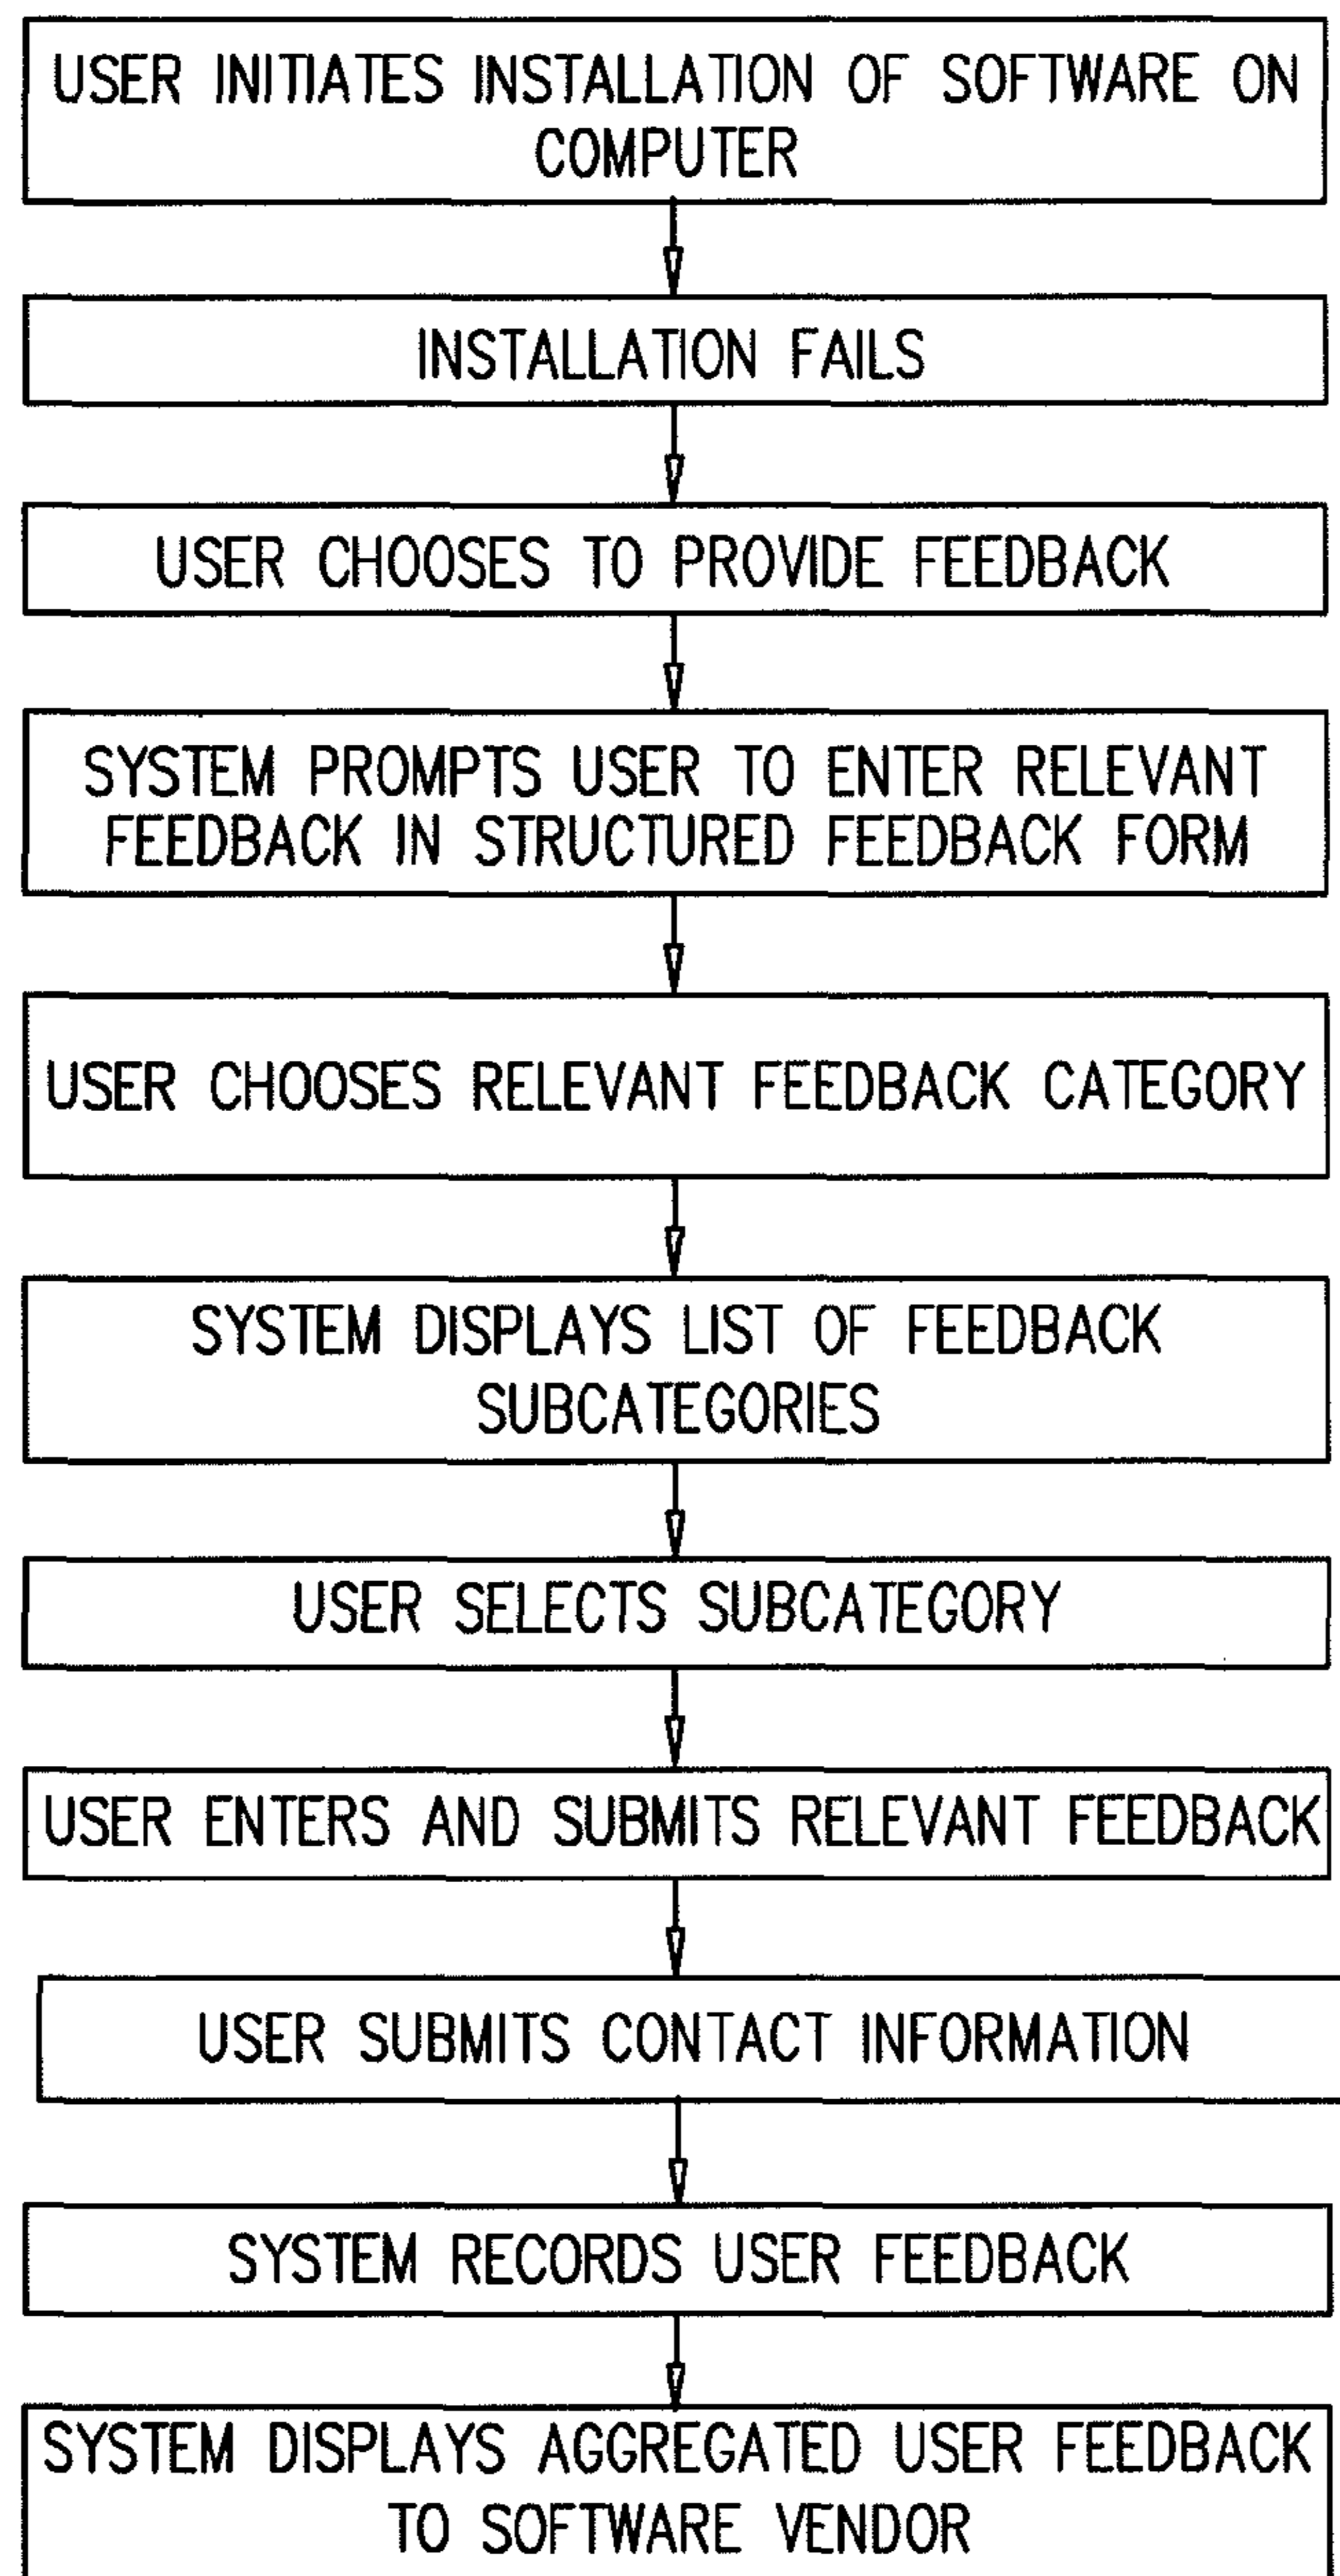 USER INITIATES INSTALLATION OF SOFTWARE ON
COMPUTER
INSTALLATION FAILS
USER CHOOSES TO PROVIDE FEEDBACK
SYSTEM PROMPTS USER TO ENTER RELEVANT
FEEDBACK IN STRUCTURED FEEDBACK FORM
USER CHOOSES RELEVANT FEEDBACK CATEGORY
SYSTEM DISPLAYS LIST OF FEEDBACK
SUBCATEGORIES
USER SELECTS SUBCATEGORY
USER ENTERS AND SUBMITS RELEVANT FEEDBACK
USER SUBMITS CONTACT INFORMATION
SYSTEM RECORDS USER FEEDBACK
SYSTEM DISPLAYS AGGREGATED USER FEEDBACK
TO SOFTWARE VENDOR